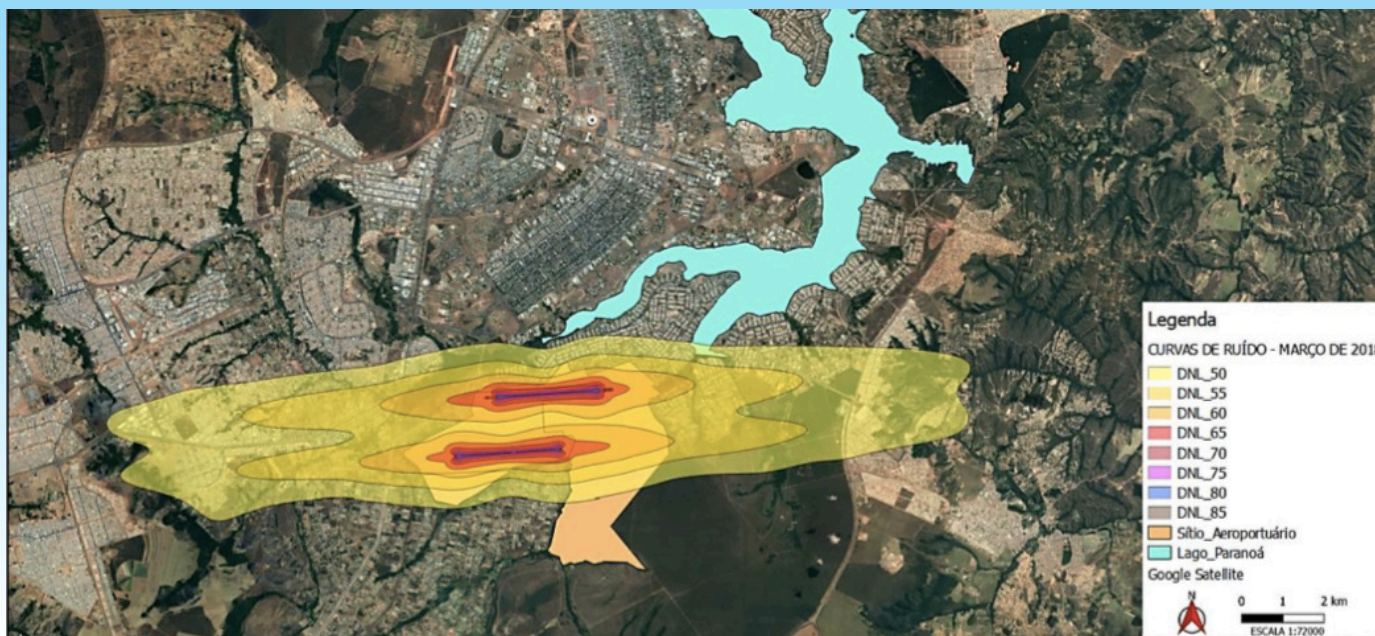 Legenda
CURVAS DE RUÍDO - MARÇO DE 2018
DNL_50
DNL_55
DNL_60
DNL_65
DNL_70
DNL_75
DNL_80
DNL_85
Sítio_Aeroportuário
Lago_Paranoá
Google Satellite
N
0 1 2 km
ESCALA 1:72000